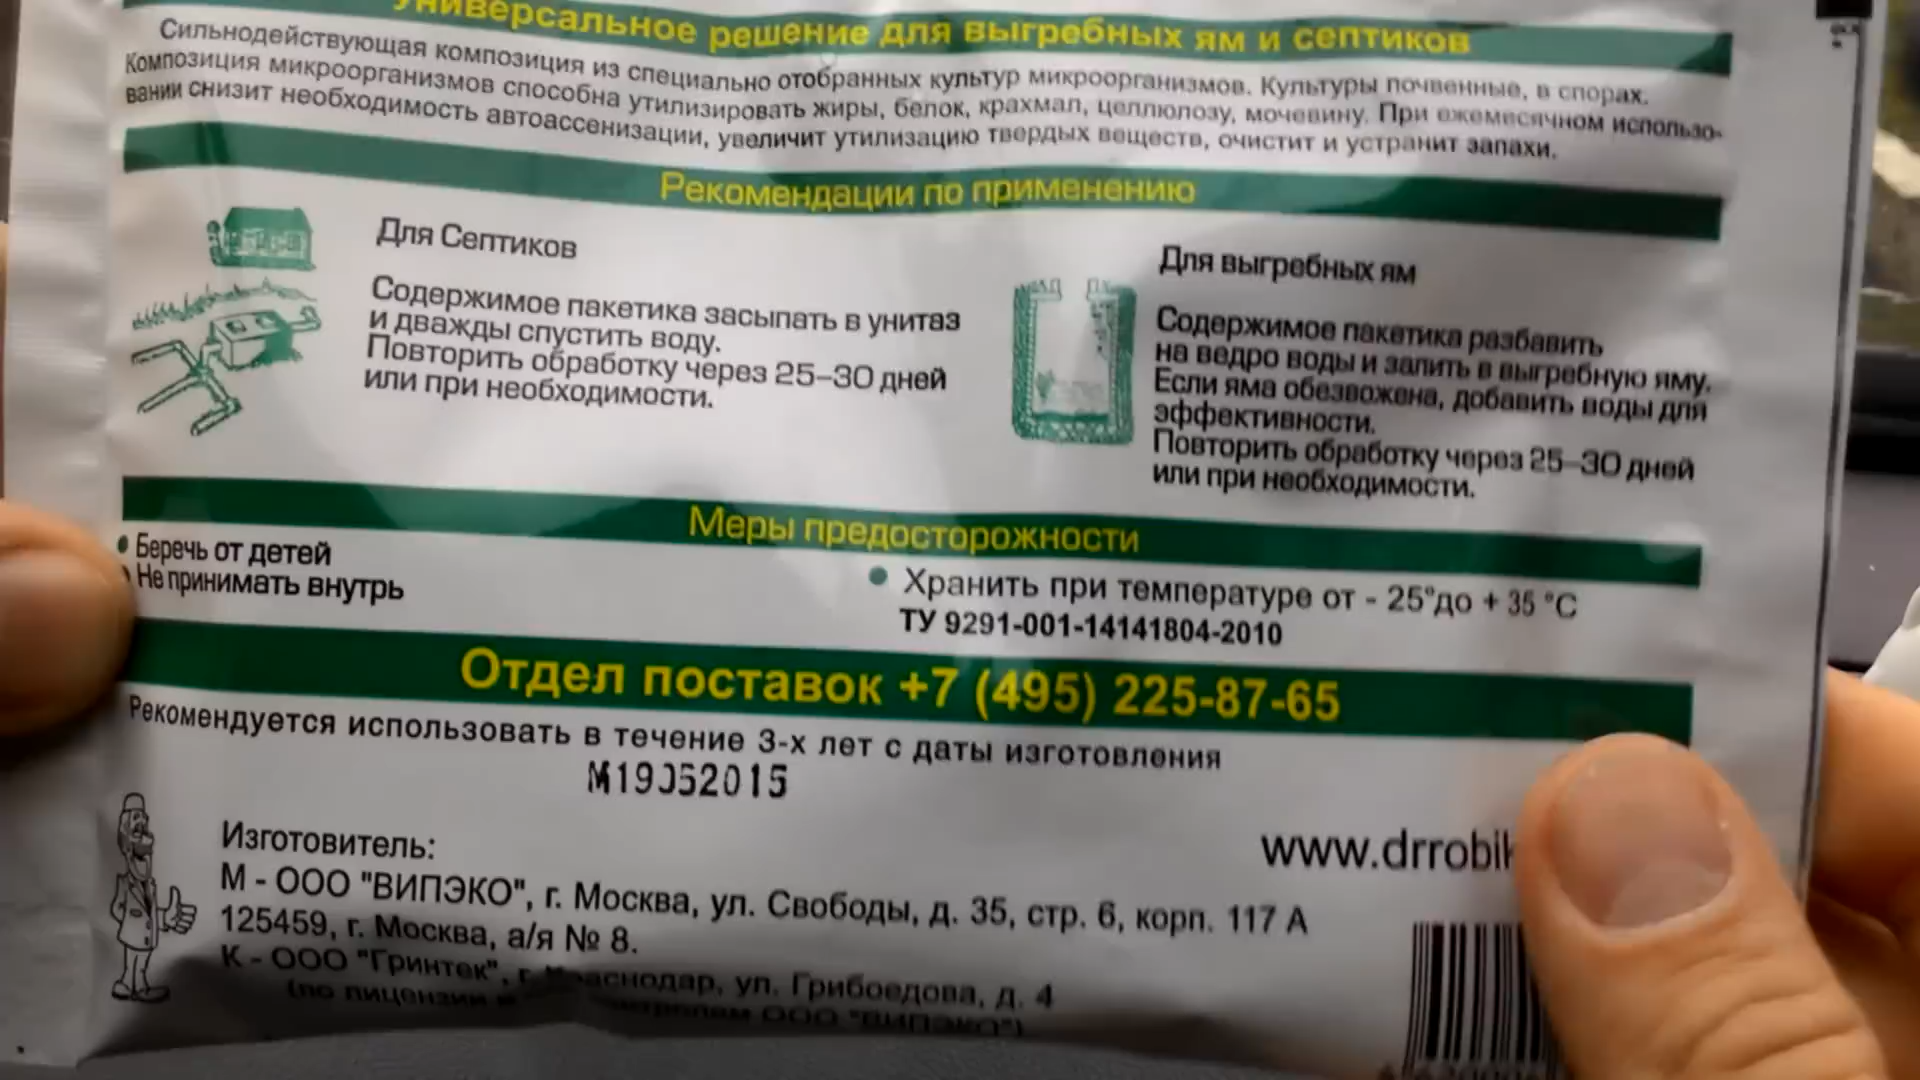 Универсальное решение для выгребных ям и септиков
Сильнодействующая композиция из специально отобранных культур микроорганизмов. Культуры почвенные, в спорах.
Композиция микроорганизмов способна утилизировать жиры, белок, крахмал, целлюлозу, мочевину. При ежемесячном использо-
вании снизит необходимость автоассенизации, увеличит утилизацию твердых веществ, очистит и устранит запахи.
Рекомендации по применению
Для Септиков
Содержимое пакетика засыпать в унитаз
и дважды спустить воду.
Повторить обработку через 25–30 дней
или при необходимости.
Для выгребных ям
Содержимое пакетика разбавить
на ведро воды и залить в выгребную яму.
Если яма обезвожена, добавить воды для
эффективности.
Повторить обработку через 25–30 дней
или при необходимости.
Меры предосторожности
• Беречь от детей
• Не принимать внутрь
• Хранить при температуре от - 25°до + 35 °C
ТУ 9291-001-14141804-2010
Отдел поставок +7 (495) 225-87-65
Рекомендуется использовать в течение 3-х лет с даты изготовления
М19052015
www.drrobik
Изготовитель:
М - ООО "ВИПЭКО", г. Москва, ул. Свободы, д. 35, стр. 6, корп. 117 А
125459, г. Москва, а/я № 8.
К - ООО "Гринтек", г. Краснодар, ул. Грибоедова, д. 4
(по лицензии ООО "ВИПЭКО")